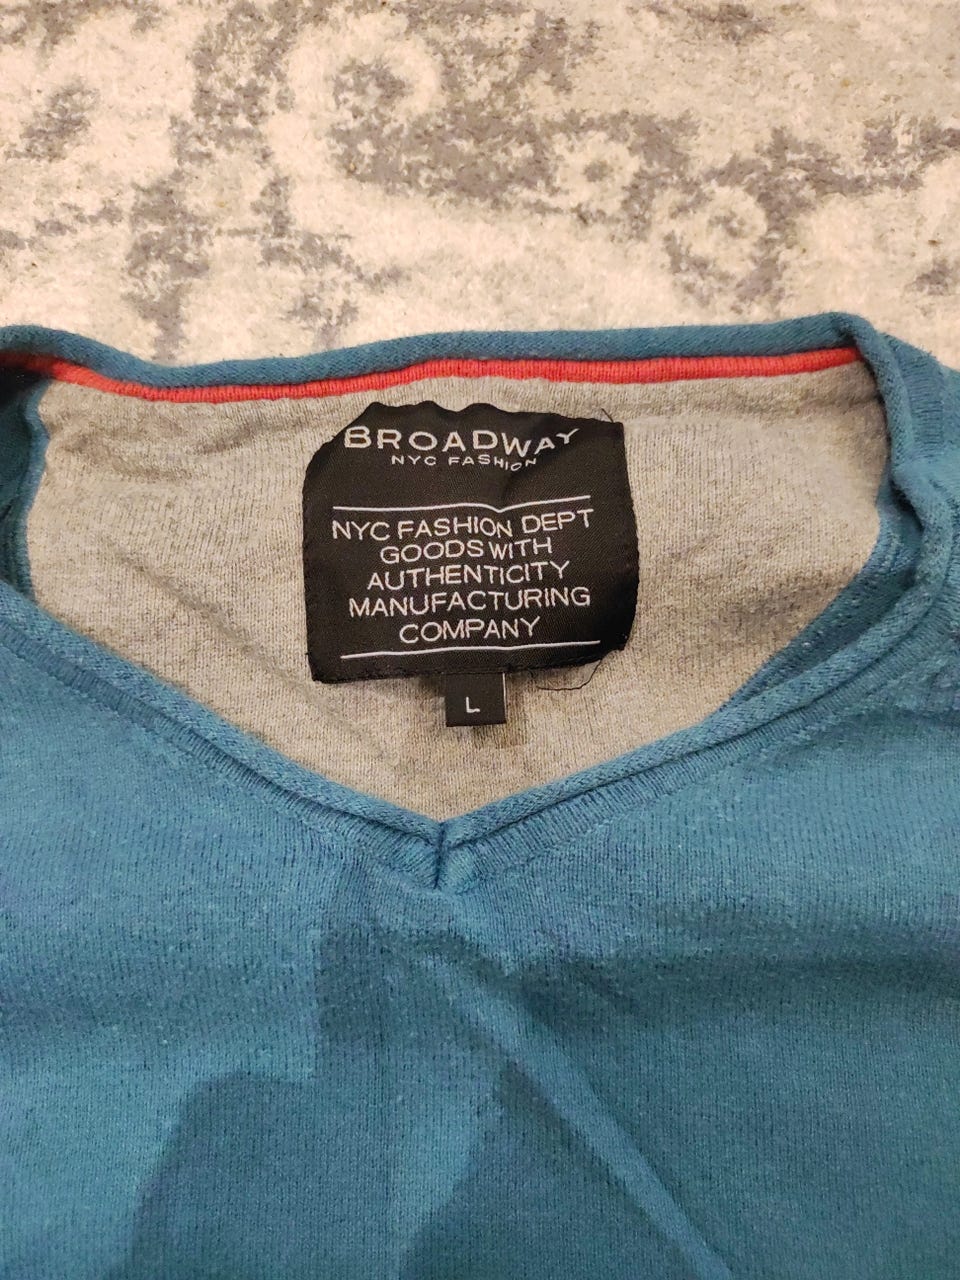 BROADWAY
NYC FASHION
NYC FASHION DEPT
GOODS WITH
AUTHENTICITY
MANUFACTURING
COMPANY
L